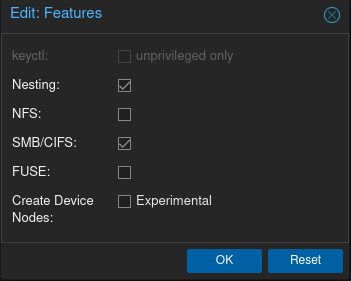 Edit: Features
keyctl: unprivileged only
Nesting:
NFS:
SMB/CIFS:
FUSE:
Create Device Experimental
Nodes:
OK Reset